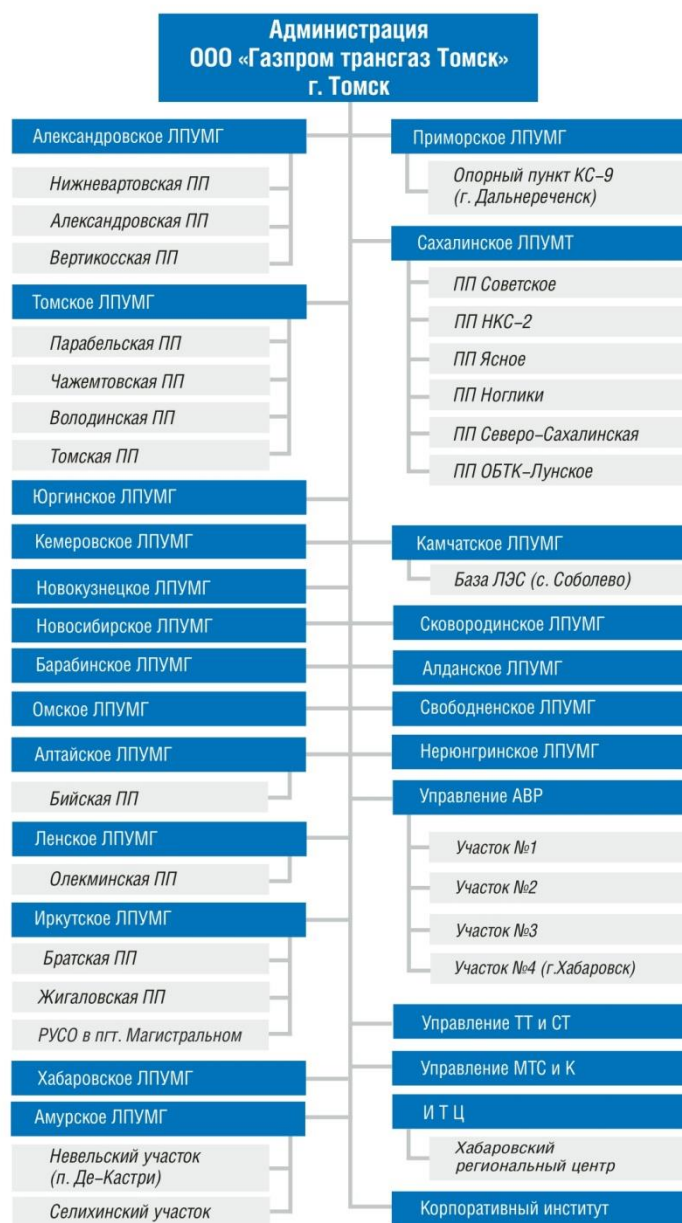 Администрация
ООО «Газпром трансгаз Томск»
г. Томск
Александровское ЛПУМГ
Нижневартовская ПП
Александровская ПП
Вертикосская ПП
Томское ЛПУМГ
Парабельская ПП
Чажемтовская ПП
Володинская ПП
Томская ПП
Юргинское ЛПУМГ
Кемеровское ЛПУМГ
Новокузнецкое ЛПУМГ
Новосибирское ЛПУМГ
Барабинское ЛПУМГ
Омское ЛПУМГ
Алтайское ЛПУМГ
Бийская ПП
Ленское ЛПУМГ
Олекминская ПП
Иркутское ЛПУМГ
Братская ПП
Жигаловская ПП
РУСО в пгт. Магистральном
Хабаровское ЛПУМГ
Амурское ЛПУМГ
Невельский участок
(п. Де-Кастри)
Селихинский участок
Приморское ЛПУМГ
Опорный пункт КС-9
(г. Дальнереченск)
Сахалинское ЛПУМТ
ПП Советское
ПП НКС-2
ПП Ясное
ПП Ноглики
ПП Северо-Сахалинская
ПП ОБТК-Лунское
Камчатское ЛПУМГ
База ЛЭС (с. Соболево)
Сковородинское ЛПУМГ
Алданское ЛПУМГ
Свободненское ЛПУМГ
Нерюнгринское ЛПУМГ
Управление АВР
Участок №1
Участок №2
Участок №3
Участок №4 (г.Хабаровск)
Управление ТТ и СТ
Управление МТС и К
И Т Ц
Хабаровский
региональный центр
Корпоративный институт